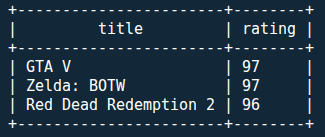 +-----------------------+--------+
|         title         | rating |
+-----------------------+--------+
| GTA V                 | 97     |
| Zelda: BOTW           | 97     |
| Red Dead Redemption 2 | 96     |
+-----------------------+--------+